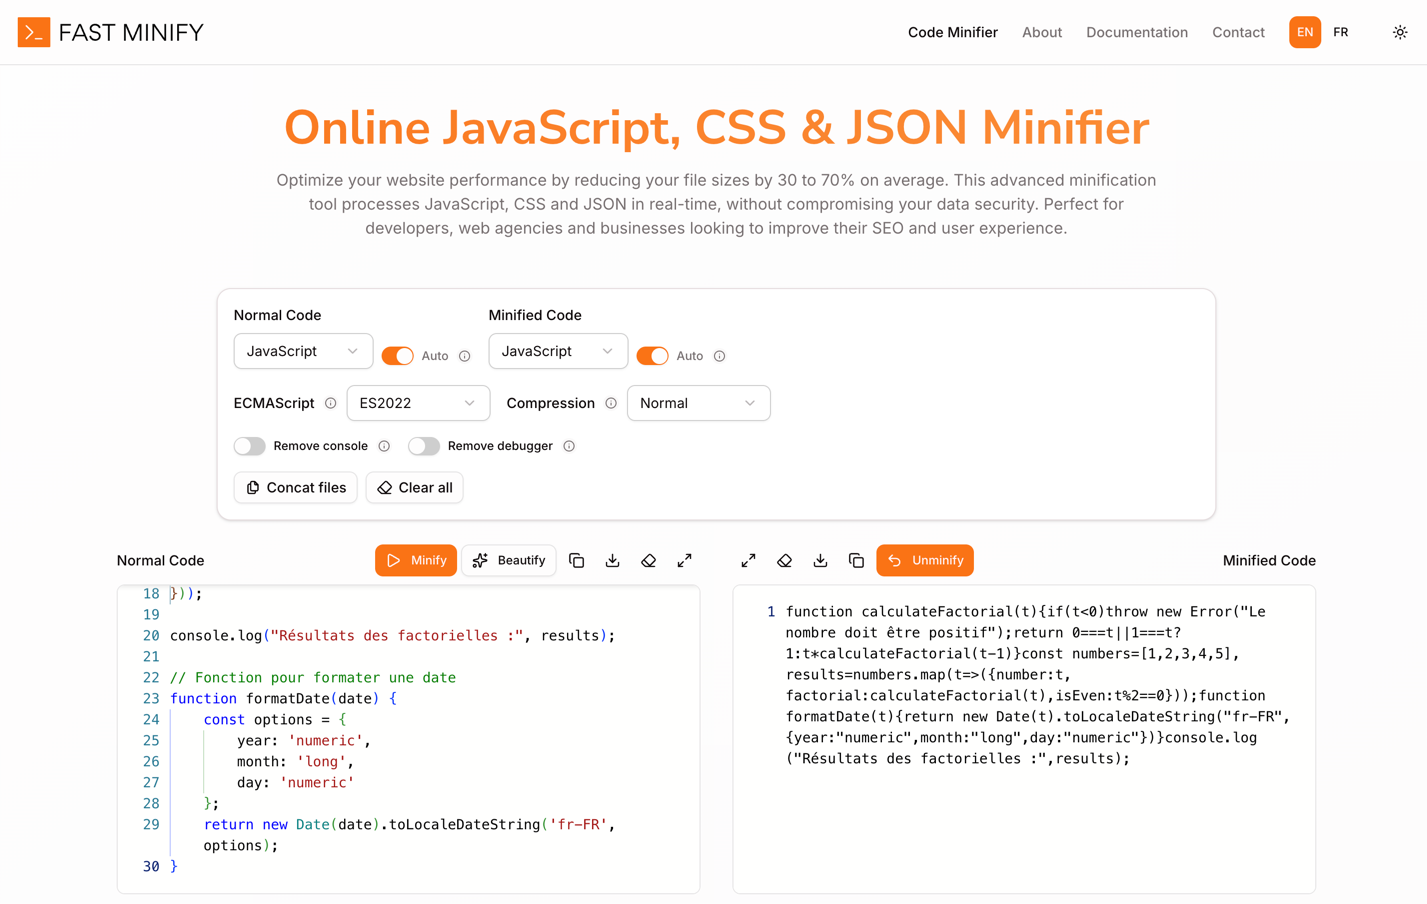 FAST MINIFY
Code Minifier
About
Documentation
Contact
EN
FR
Online JavaScript, CSS & JSON Minifier
Optimize your website performance by reducing your file sizes by 30 to 70% on average. This advanced minification
tool processes JavaScript, CSS and JSON in real-time, without compromising your data security. Perfect for
developers, web agencies and businesses looking to improve their SEO and user experience.
Normal Code
Minified Code
JavaScript
Auto
JavaScript
Auto
ECMAScript
ES2022
Compression
Normal
Remove console
Remove debugger
Concat files
Clear all
Normal Code
Minify
Beautify
Unminify
Minified Code
18 }));
19
20 console.log("Résultats des factorielles :", results);
21
22 // Fonction pour formater une date
23 function formatDate(date) {
24     const options = {
25         year: 'numeric',
26         month: 'long',
27         day: 'numeric'
28     };
29     return new Date(date).toLocaleDateString('fr-FR',
options);
30 }
1 function calculateFactorial(t){if(t<0)throw new Error("Le
nombre doit être positif");return 0===t||1===t?
1:t*calculateFactorial(t-1)}const numbers=[1,2,3,4,5],
results=numbers.map(t=>({number:t,
factorial:calculateFactorial(t),isEven:t%2==0}));function
formatDate(t){return new Date(t).toLocaleDateString("fr-FR",
{year:"numeric",month:"long",day:"numeric"})}console.log
("Résultats des factorielles :",results);